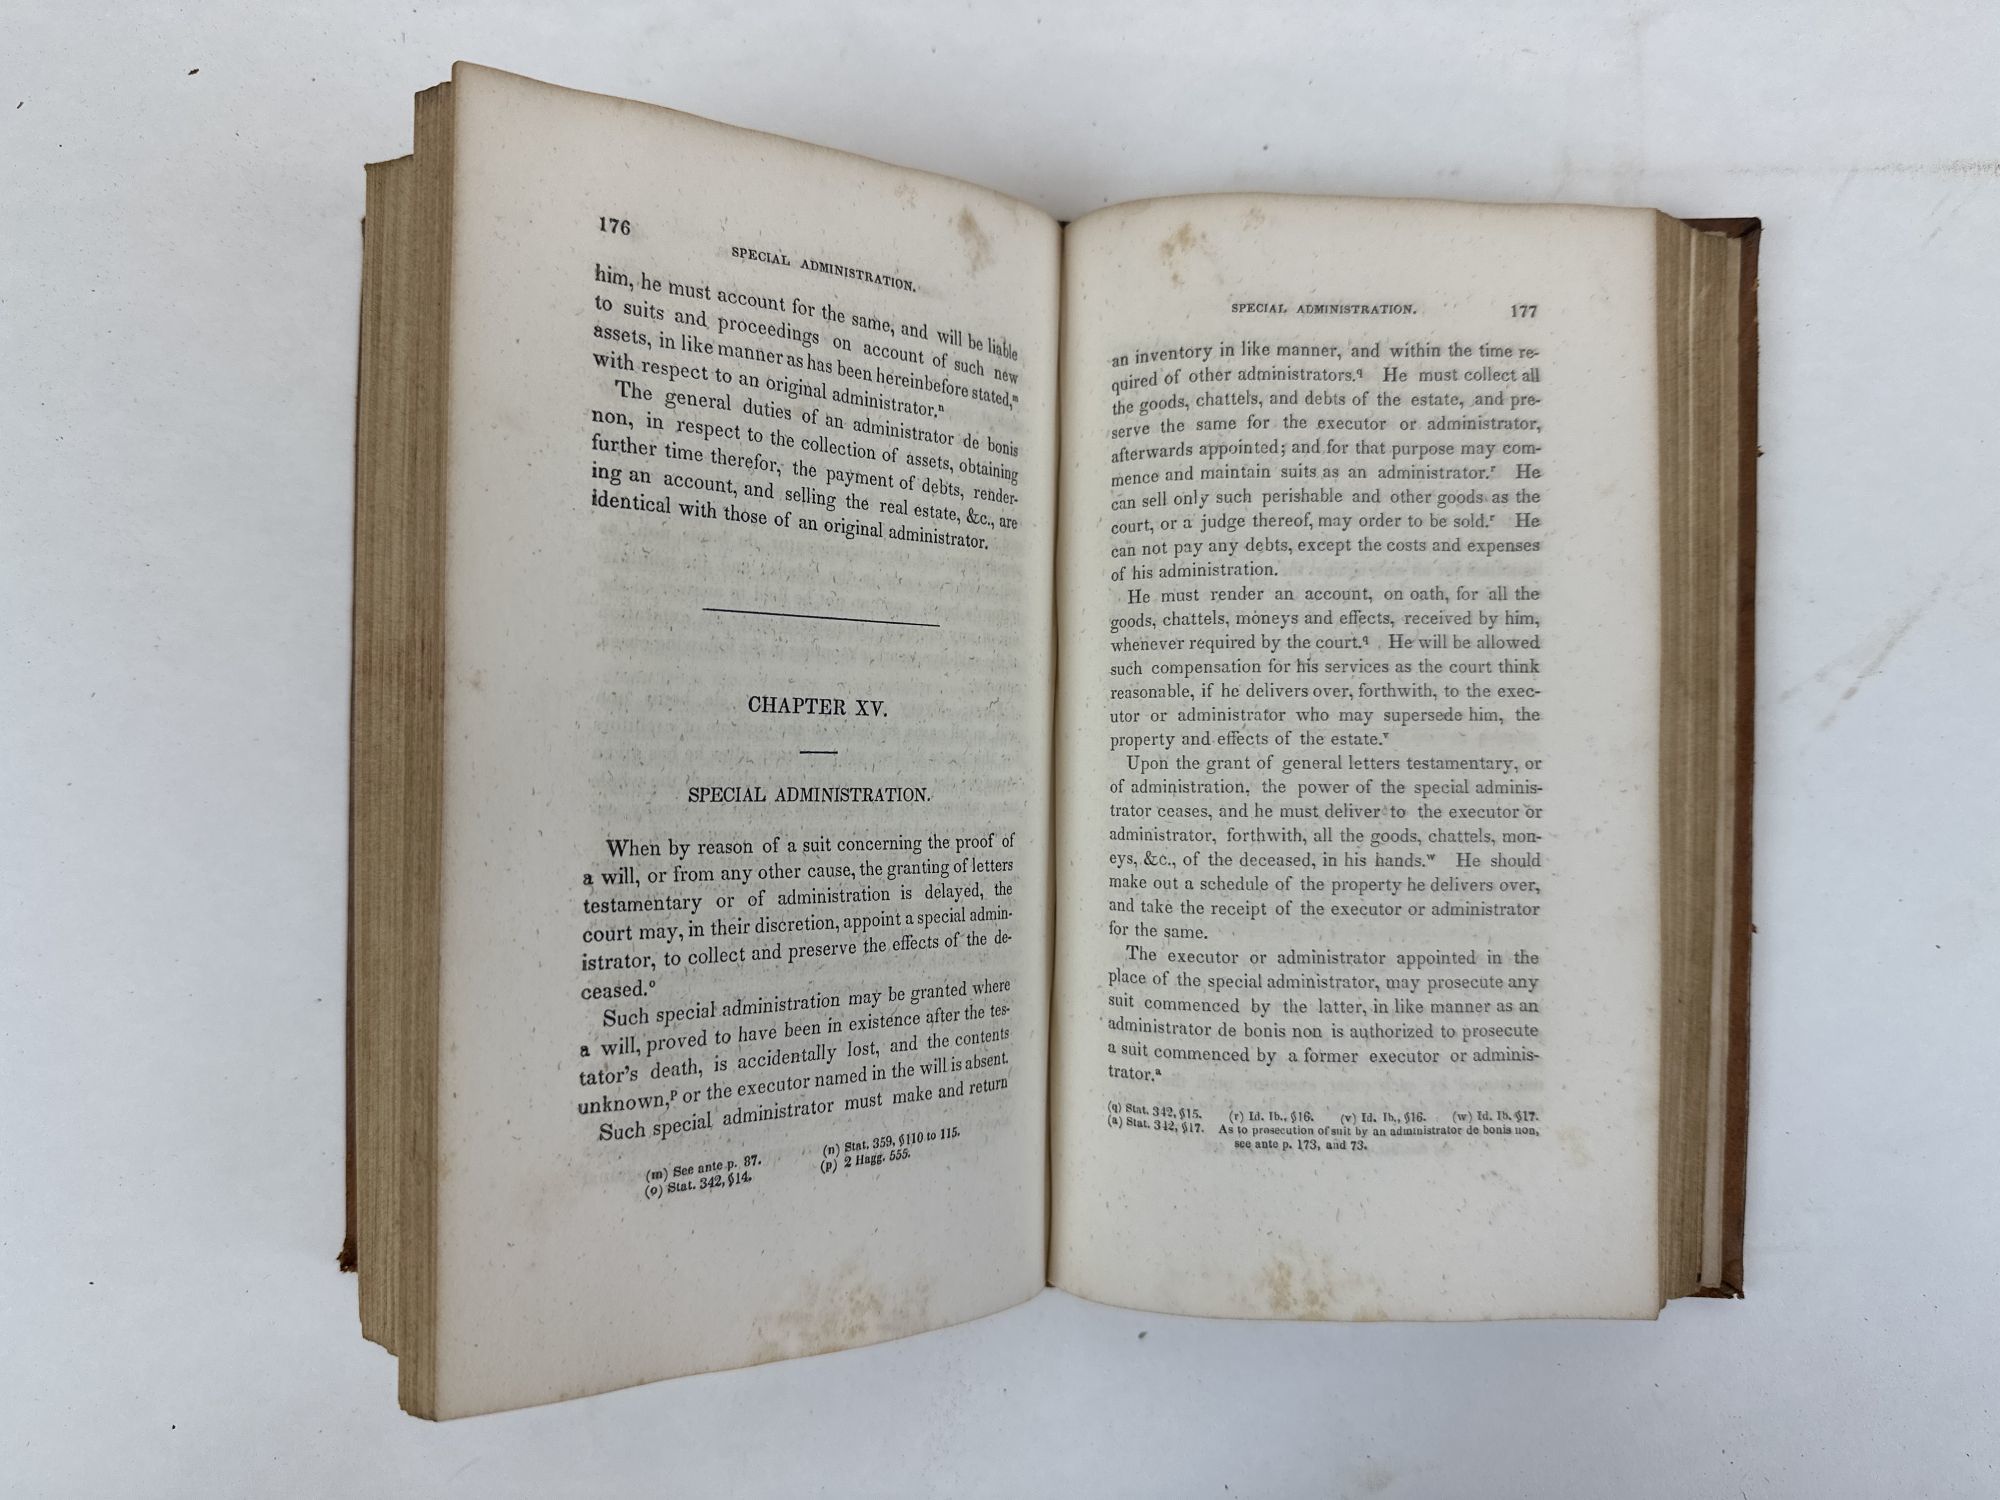 176
SPECIAL ADMINISTRATION.
him, he must account for the same, and will be liable
to suits and proceedings on account of such new
assets, in like manner as has been hereinbefore stated,ᵐ
with respect to an original administrator.ⁿ
The general duties of an administrator de bonis
non, in respect to the collection of assets, obtaining
further time therefor, the payment of debts, render-
ing an account, and selling the real estate, &c., are
identical with those of an original administrator.
CHAPTER XV.
SPECIAL ADMINISTRATION.
When by reason of a suit concerning the proof of
a will, or from any other cause, the granting of letters
testamentary or of administration is delayed, the
court may, in their discretion, appoint a special admin-
istrator, to collect and preserve the effects of the de-
ceased.ᵒ
Such special administration may be granted where
a will, proved to have been in existence after the tes-
tator's death, is accidentally lost, and the contents
unknown,ᵖ or the executor named in the will is absent.
Such special administrator must make and return
(m) See ante p. 87. (n) Stat. 359, §110 to 115.
(o) Stat. 342, §14. (p) 2 Hagg. 555.
SPECIAL ADMINISTRATION. 177
an inventory in like manner, and within the time re-
quired of other administrators.q He must collect all
the goods, chattels, and debts of the estate, and pre-
serve the same for the executor or administrator,
afterwards appointed; and for that purpose may com-
mence and maintain suits as an administrator.ʳ He
can sell only such perishable and other goods as the
court, or a judge thereof, may order to be sold.ʳ He
can not pay any debts, except the costs and expenses
of his administration.
He must render an account, on oath, for all the
goods, chattels, moneys and effects, received by him,
whenever required by the court.q He will be allowed
such compensation for his services as the court think
reasonable, if he delivers over, forthwith, to the exec-
utor or administrator who may supersede him, the
property and effects of the estate.ᵛ
Upon the grant of general letters testamentary, or
of administration, the power of the special adminis-
trator ceases, and he must deliver to the executor or
administrator, forthwith, all the goods, chattels, mon-
eys, &c., of the deceased, in his hands.ʷ He should
make out a schedule of the property he delivers over,
and take the receipt of the executor or administrator
for the same.
The executor or administrator appointed in the
place of the special administrator, may prosecute any
suit commenced by the latter, in like manner as an
administrator de bonis non is authorized to prosecute
a suit commenced by a former executor or adminis-
trator.ᵃ
(q) Stat. 342, §15. (r) Id. Ib., §16. (v) Id. Ib., §16. (w) Id. Ib. §17.
(a) Stat. 342, §17. As to prosecution of suit by an administrator de bonis non,
see ante p. 173, and 73.